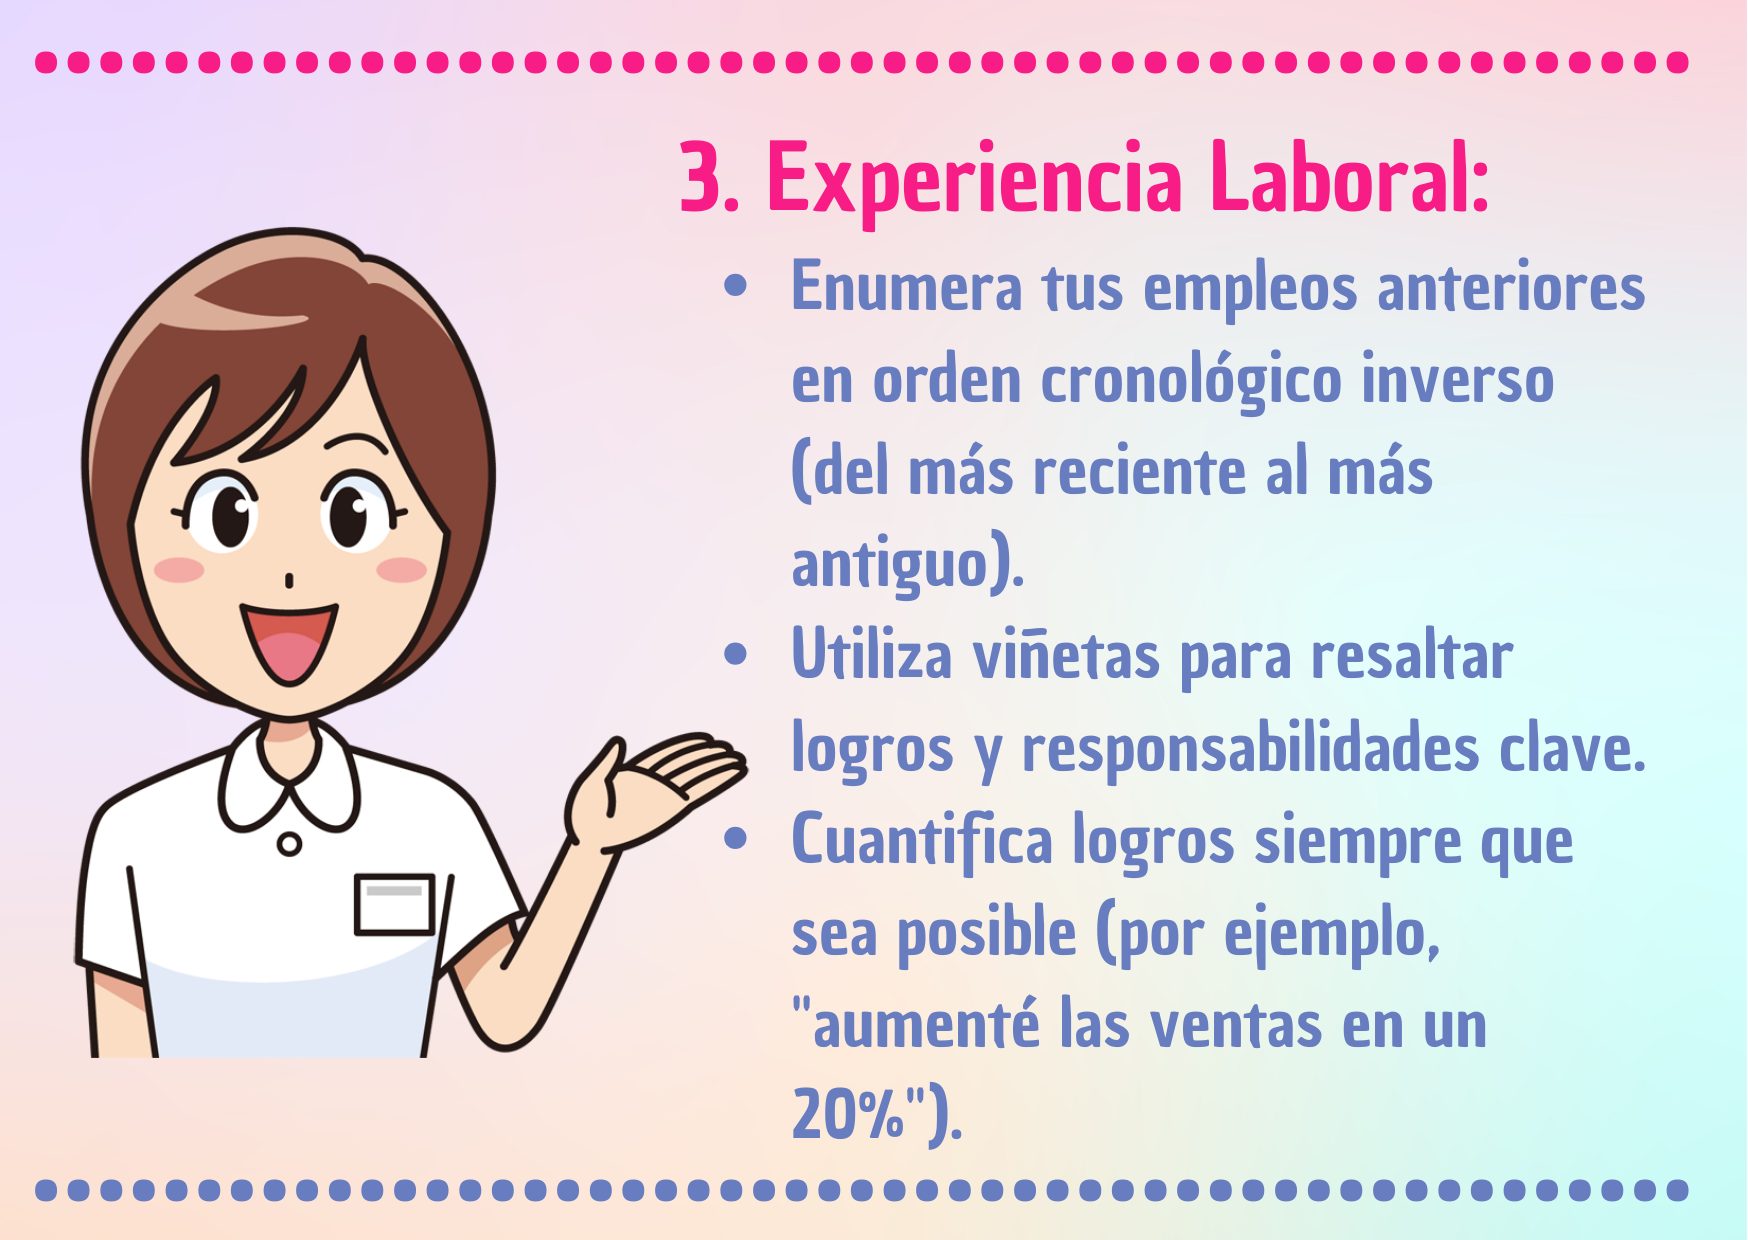 3. Experiencia Laboral:
• Enumera tus empleos anteriores
en orden cronológico inverso
(del más reciente al más
antiguo).
• Utiliza viñetas para resaltar
logros y responsabilidades clave.
• Cuantifica logros siempre que
sea posible (por ejemplo,
"aumenté las ventas en un
20%").